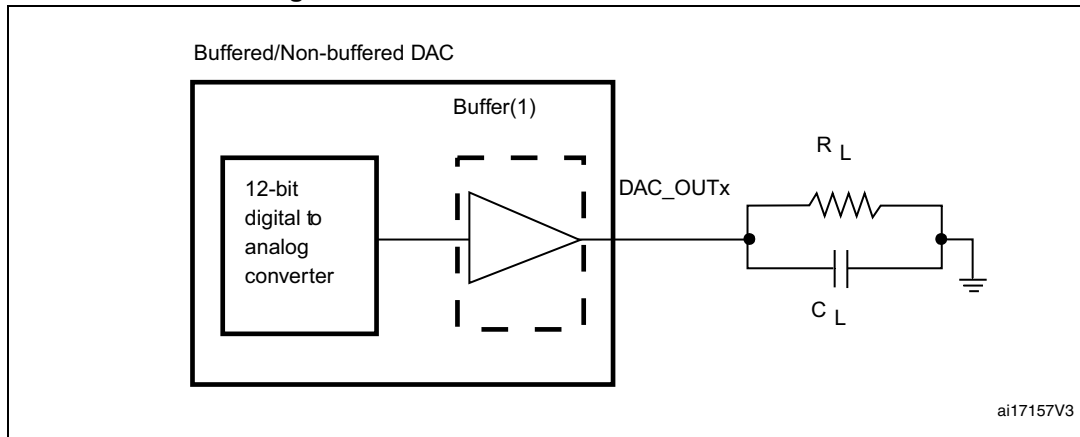 Buffered/Non-buffered DAC
Buffer(1)
12-bit
digital to
analog
converter
DAC_OUTx
R L
C L
ai17157V3